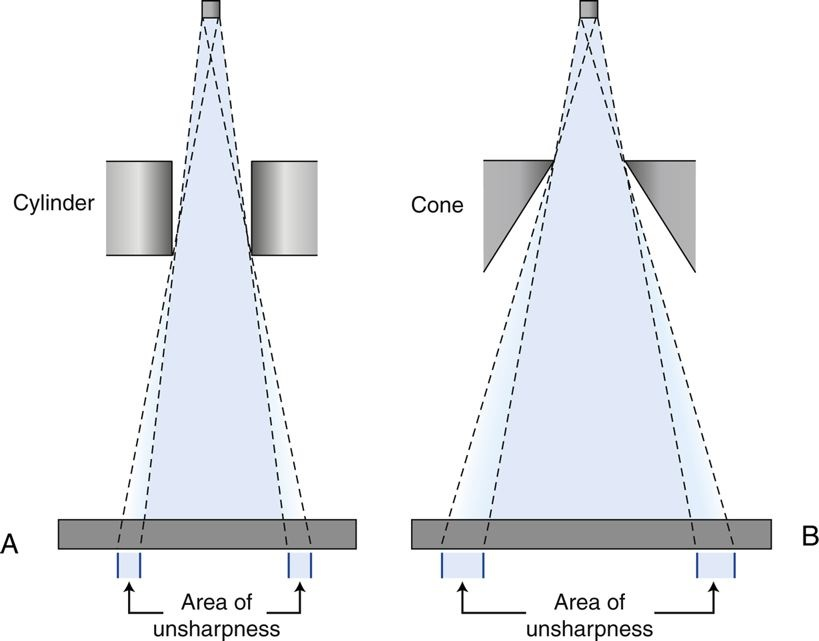 Cylinder
Cone
A
B
Area of
unsharpness
Area of
unsharpness